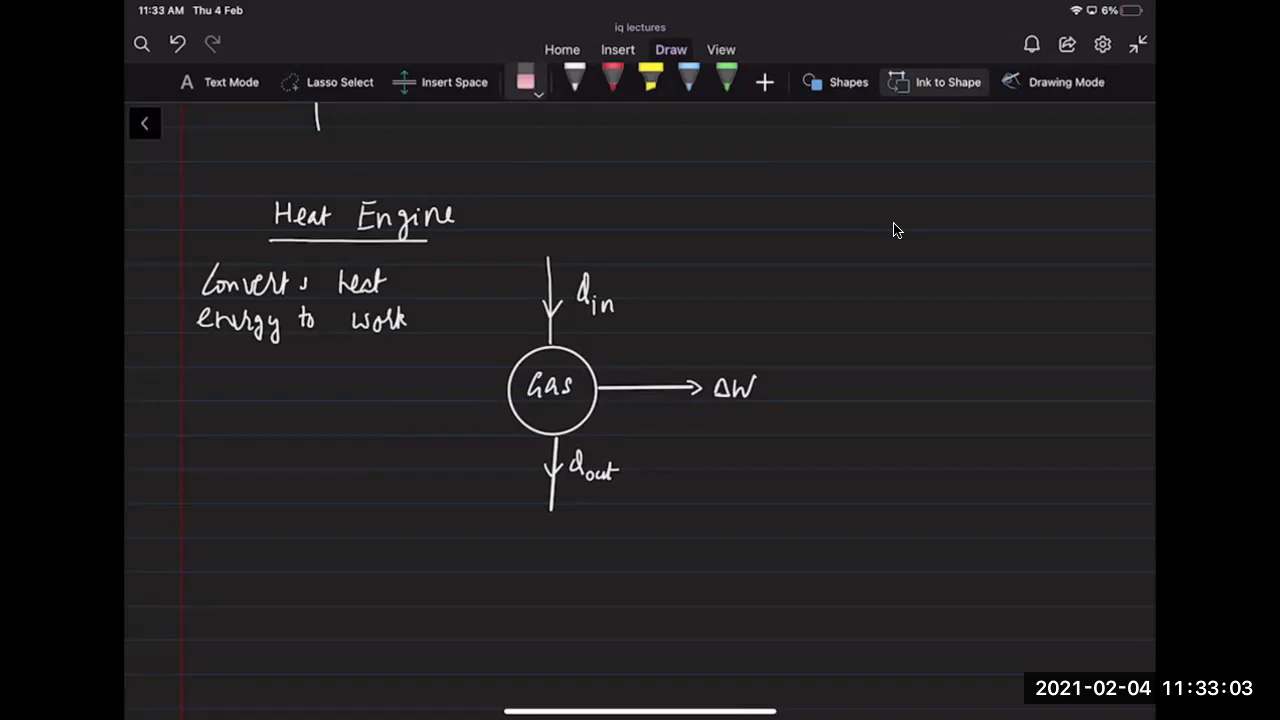 11:33 AM Thu 4 Feb 6%
iq lectures
Home Insert Draw View
A Text Mode Lasso Select Insert Space Shapes Ink to Shape Drawing Mode
Heat Engine
Converts heat
energy to work
Qin
Gas
ΔW
Qout
2021-02-04 11:33:03